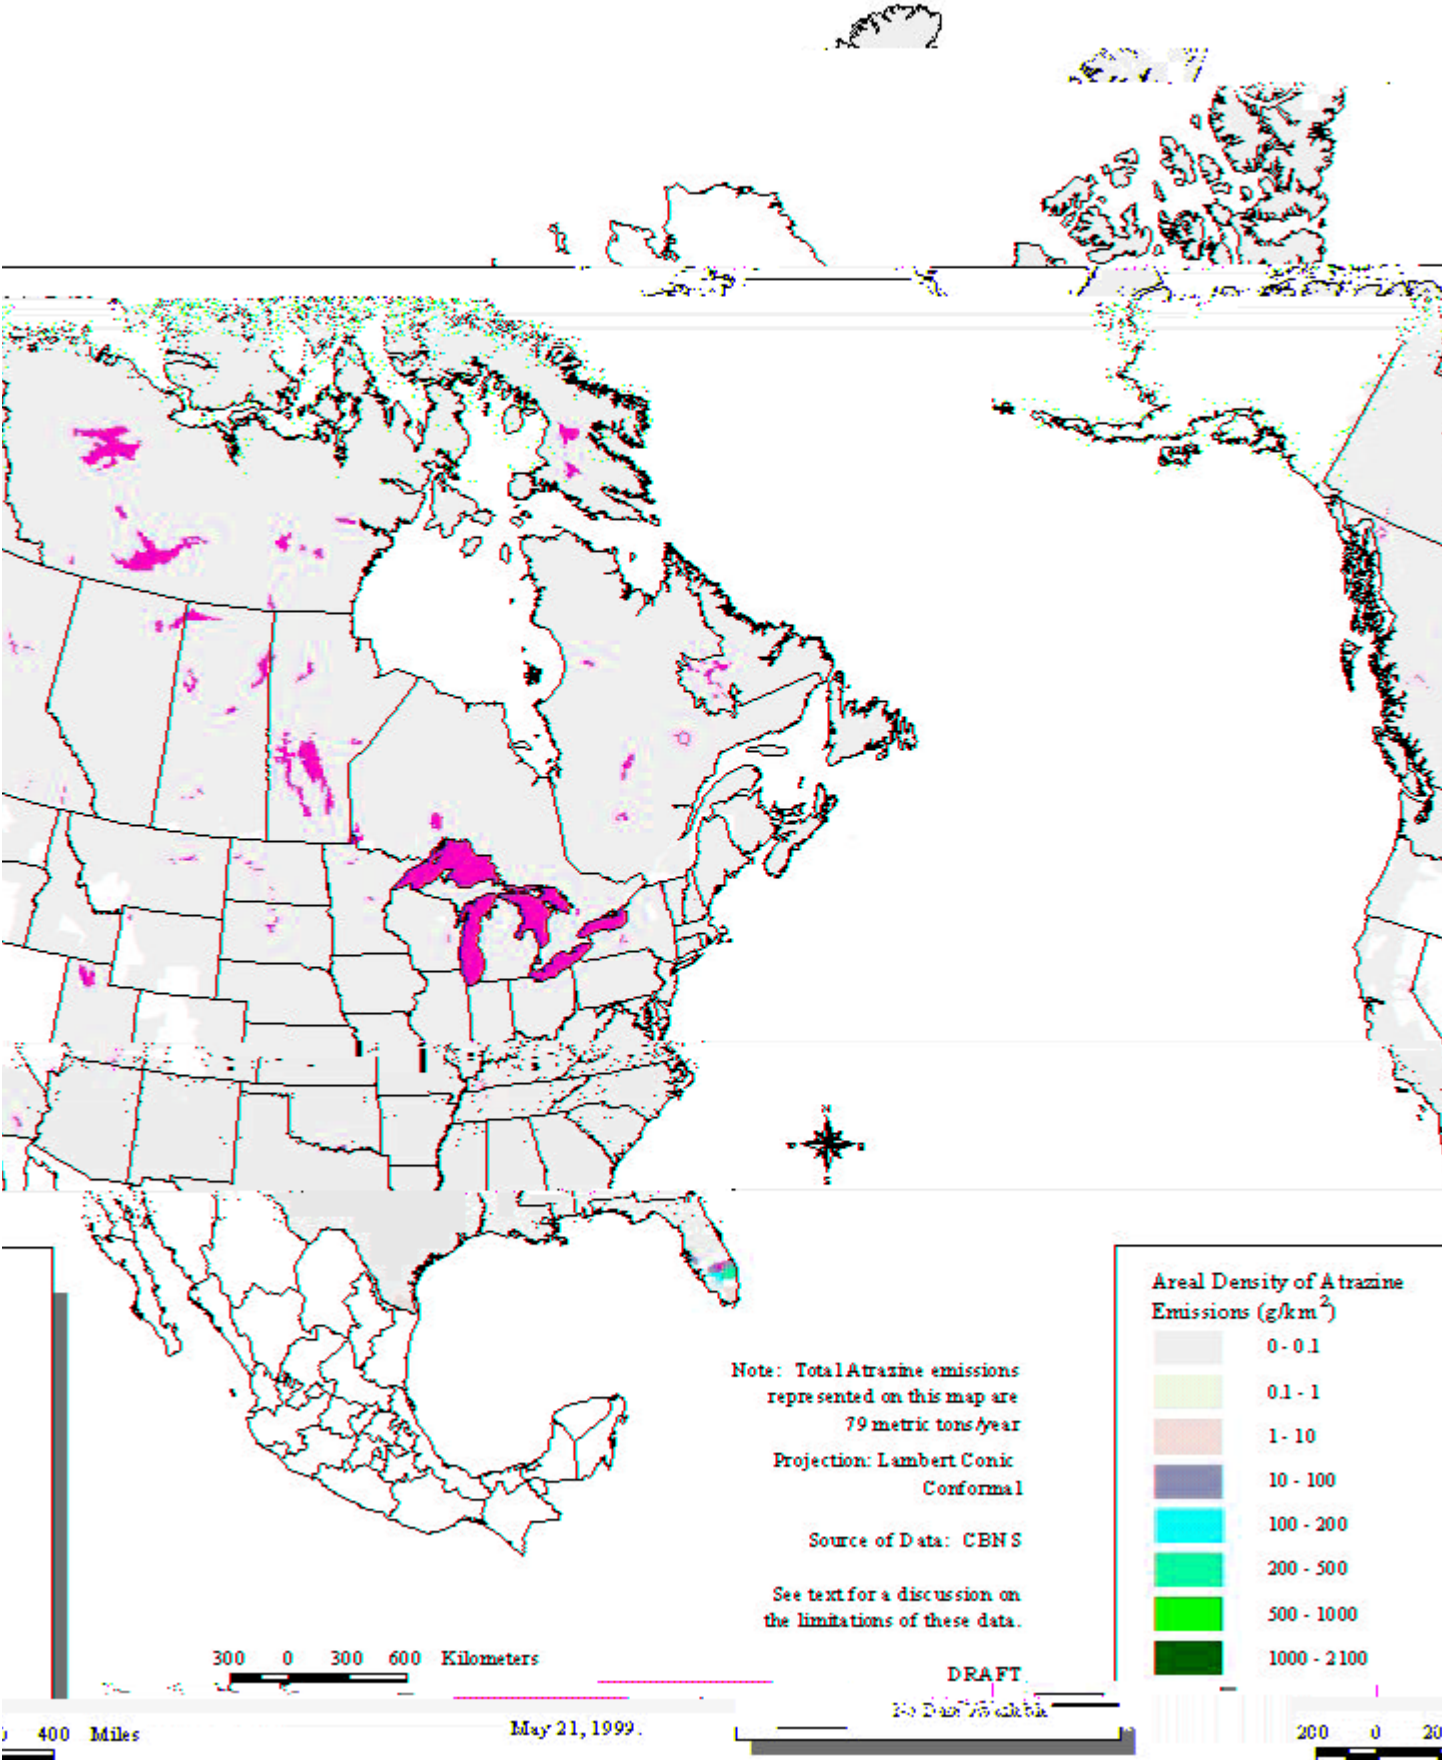 N
S
Areal Density of Atrazine
Emissions (g/km2)
0 - 0.1
0.1 - 1
1 - 10
10 - 100
100 - 200
200 - 500
500 - 1000
1000 - 2100
Note: Total Atrazine emissions
represented on this map are
79 metric tons/year
Projection: Lambert Conic
Conformal
Source of Data: CBNS
See text for a discussion on
the limitations of these data.
DRAFT
300 0 300 600 Kilometers
400 Miles
May 21, 1999.
200 0 20